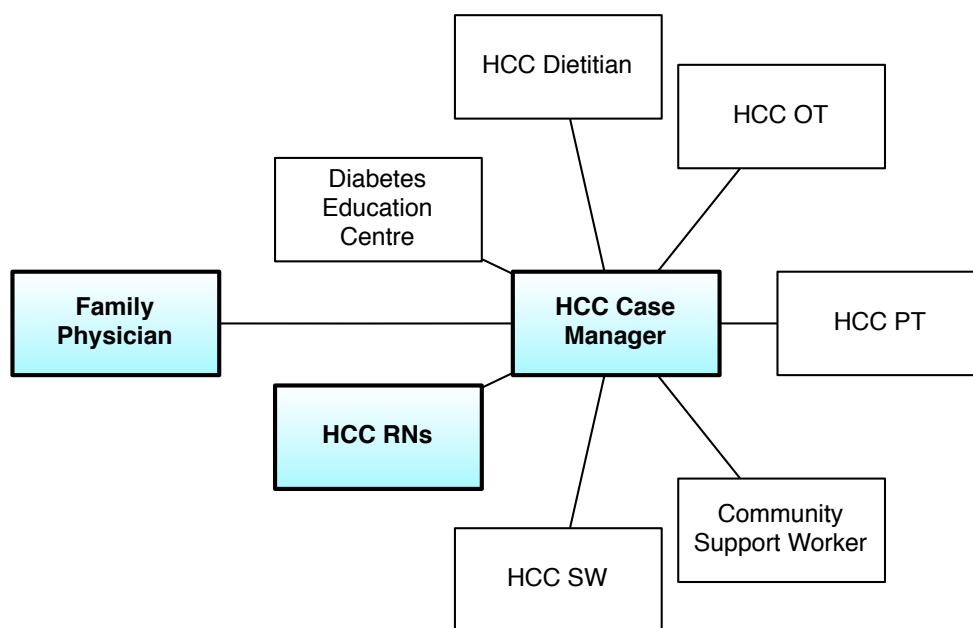 HCC Dietitian
HCC OT
Diabetes
Education
Centre
Family
Physician
HCC Case
Manager
HCC PT
HCC RNs
Community
Support Worker
HCC SW